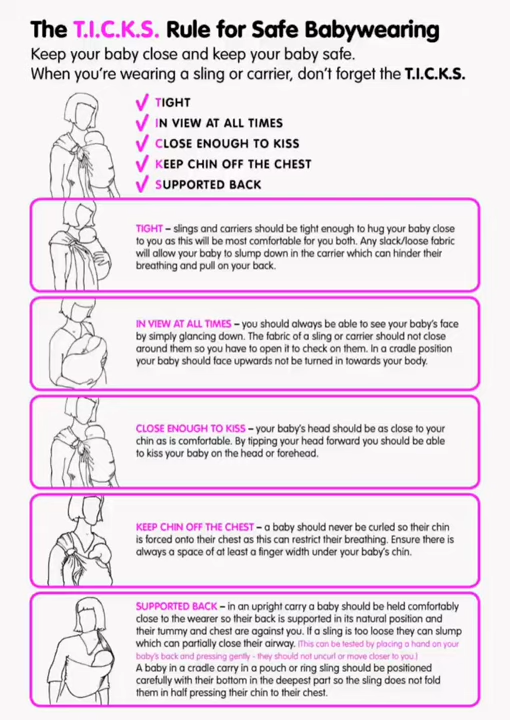 The T.I.C.K.S. Rule for Safe Babywearing
Keep your baby close and keep your baby safe.
When you're wearing a sling or carrier, don't forget the T.I.C.K.S.
TIGHT
IN VIEW AT ALL TIMES
CLOSE ENOUGH TO KISS
KEEP CHIN OFF THE CHEST
SUPPORTED BACK
TIGHT – slings and carriers should be tight enough to hug your baby close
to you as this will be most comfortable for you both. Any slack/loose fabric
will allow your baby to slump down in the carrier which can hinder their
breathing and pull on your back.
IN VIEW AT ALL TIMES – you should always be able to see your baby's face
by simply glancing down. The fabric of a sling or carrier should not close
around them so you have to open it to check on them. In a cradle position
your baby should face upwards not be turned in towards your body.
CLOSE ENOUGH TO KISS – your baby's head should be as close to your
chin as is comfortable. By tipping your head forward you should be able
to kiss your baby on the head or forehead.
KEEP CHIN OFF THE CHEST – a baby should never be curled so their chin
is forced onto their chest as this can restrict their breathing. Ensure there is
always a space of at least a finger width under your baby's chin.
SUPPORTED BACK – in an upright carry a baby should be held comfortably
close to the wearer so their back is supported in its natural position and
their tummy and chest are against you. If a sling is too loose they can slump
which can partially close their airway. (This can be tested by placing a hand on your
baby's back and pressing gently - they should not uncurl or move closer to you.)
A baby in a cradle carry in a pouch or ring sling should be positioned
carefully with their bottom in the deepest part so the sling does not fold
them in half pressing their chin to their chest.